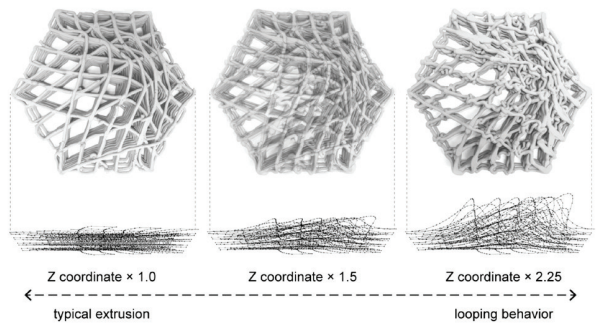 Z coordinate × 1.0
Z coordinate × 1.5
Z coordinate × 2.25
typical extrusion
looping behavior